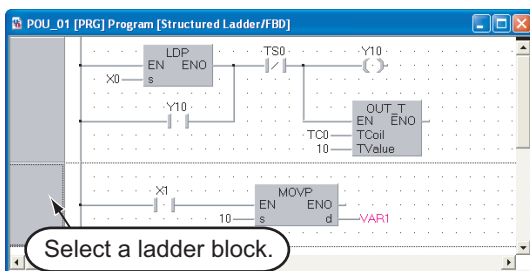 POU_01 [PRG] Program [Structured Ladder/FBD]
LDP TS0 Y10
EN ENO
X0 s
Y10
OUT_T
EN ENO
TC0 TCoil
10 TValue
X1 MOVP
EN ENO
10 s d VAR1
Select a ladder block.